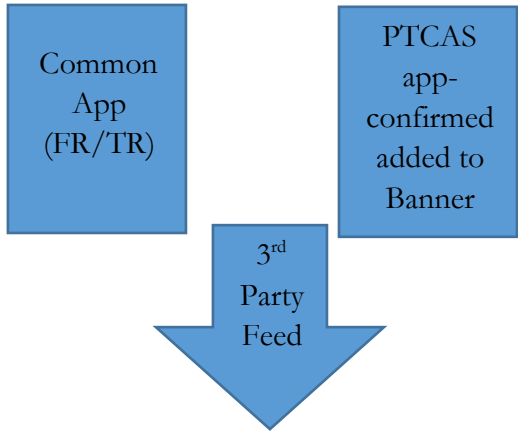 Common
App
(FR/TR)
PTCAS
app-
confirmed
added to
Banner
3rd
Party
Feed